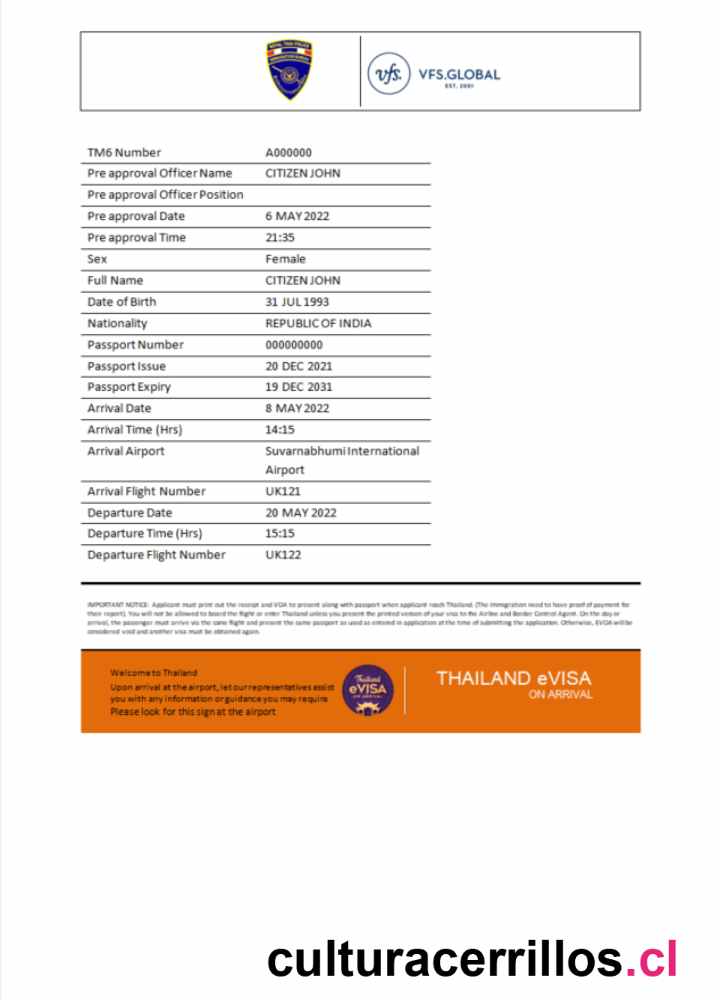 ROYAL THAI POLICE
IMMIGRATION BUREAU
vfs.
VFS.GLOBAL
EST. 2001
TM6 Number A000000
Pre approval Officer Name CITIZEN JOHN
Pre approval Officer Position
Pre approval Date 6 MAY 2022
Pre approval Time 21:35
Sex Female
Full Name CITIZEN JOHN
Date of Birth 31 JUL 1993
Nationality REPUBLIC OF INDIA
Passport Number 000000000
Passport Issue 20 DEC 2021
Passport Expiry 19 DEC 2031
Arrival Date 8 MAY 2022
Arrival Time (Hrs) 14:15
Arrival Airport Suvarnabhumi International
Airport
Arrival Flight Number UK121
Departure Date 20 MAY 2022
Departure Time (Hrs) 15:15
Departure Flight Number UK122
IMPORTANT NOTICE: Applicant must print out the receipt and VOA to present along with passport when applicant reach Thailand. (The Immigration need to have proof of payment for
their report). You will not be allowed to board the flight or enter Thailand unless you present the printed version of your visa to the Airline and Border Control Agent. On the day or
arrival, the passenger must arrive via the same flight and present the same passport as used as entered in application at the time of submitting the application. Otherwise, EVOA will be
considered void and another visa must be obtained again.
Welcome to Thailand
Upon arrival at the airport, let our representatives assist
you with any information or guidance you may require
Please look for this sign at the airport
Thailand
eVISA
ON ARRIVAL
THAILAND eVISA
ON ARRIVAL
culturacerrillos.cl